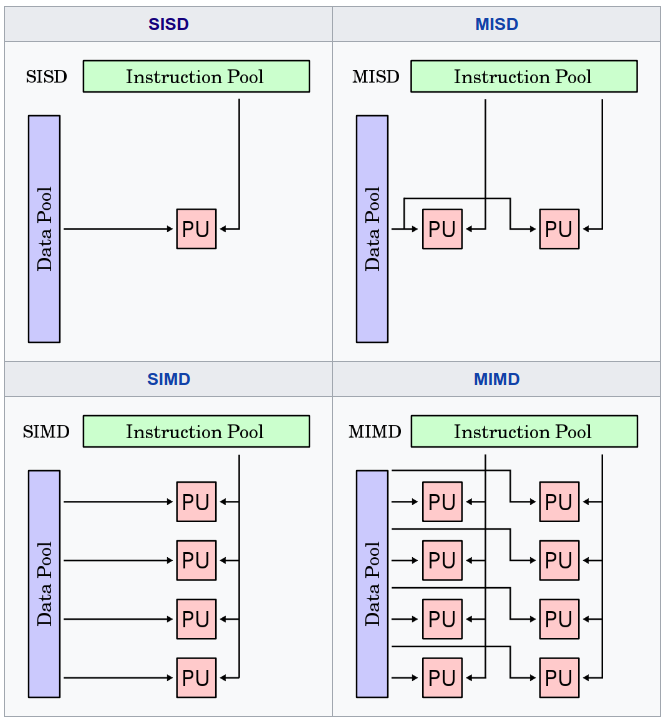 SISD
MISD
SISD
Instruction Pool
Data Pool
PU
MISD
Instruction Pool
Data Pool
PU
PU
SIMD
MIMD
SIMD
Instruction Pool
Data Pool
PU
PU
PU
PU
MIMD
Instruction Pool
Data Pool
PU
PU
PU
PU
PU
PU
PU
PU